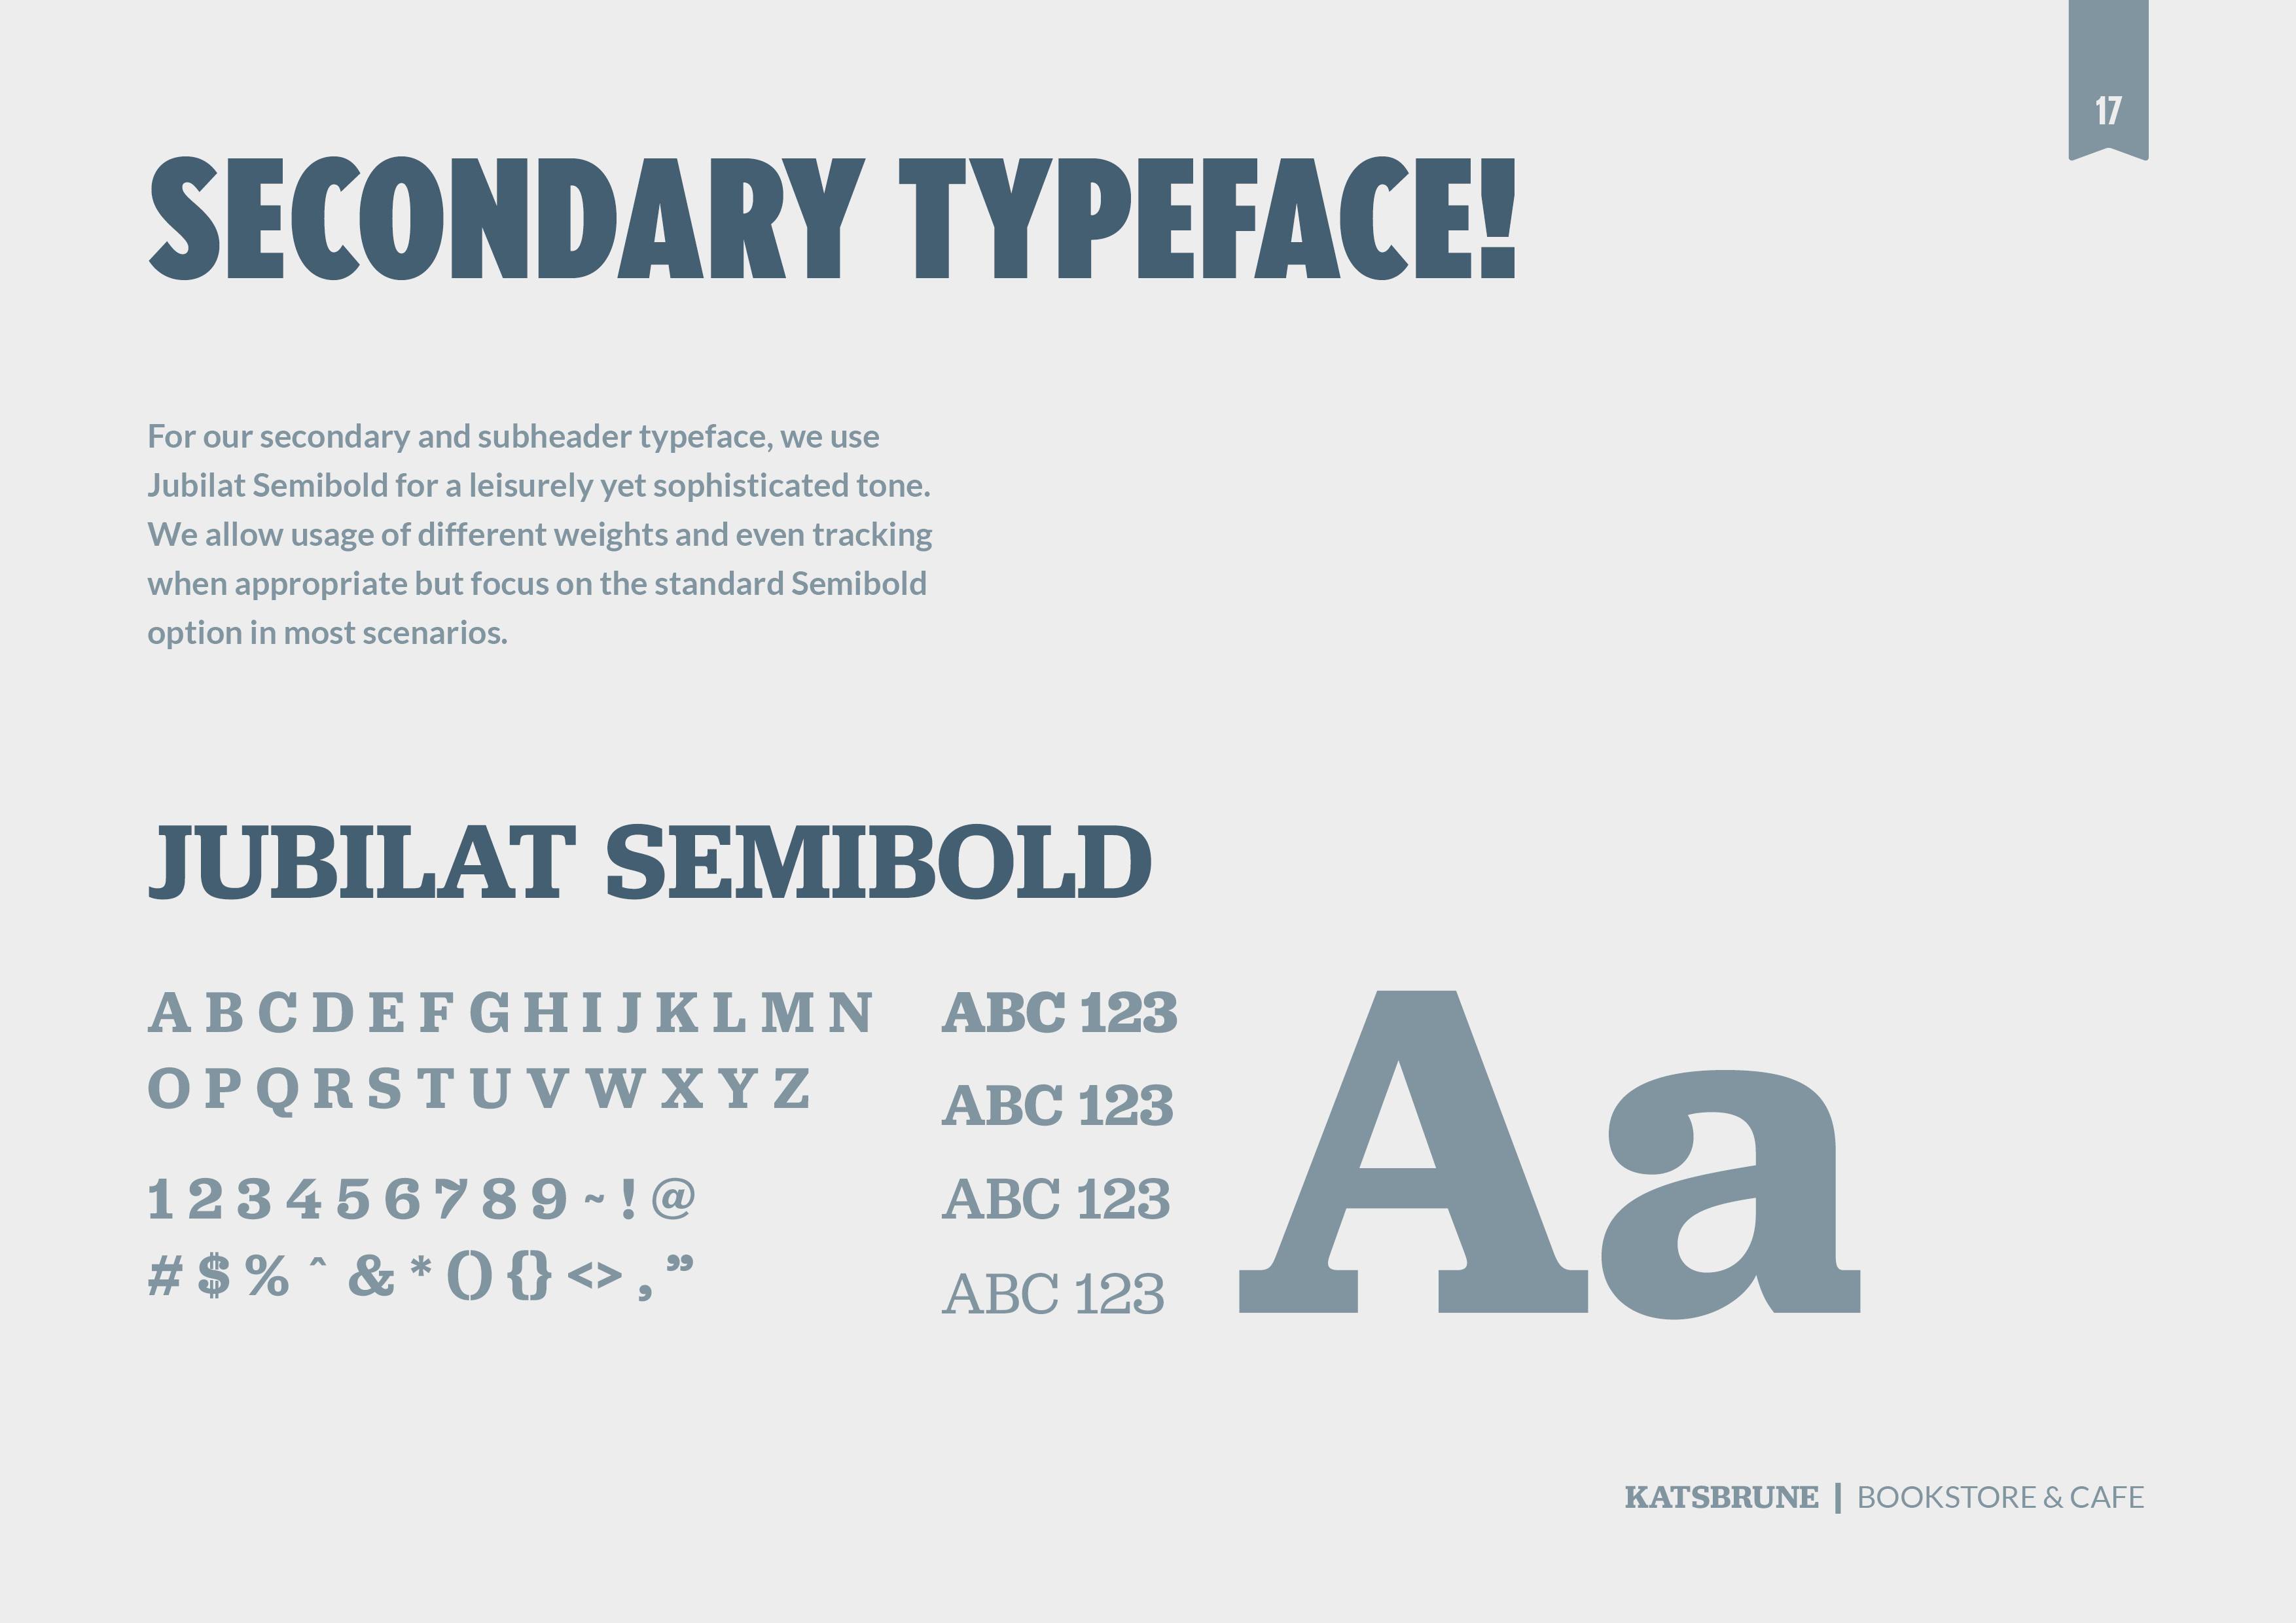 17
SECONDARY TYPEFACE!
For our secondary and subheader typeface, we use
Jubilat Semibold for a leisurely yet sophisticated tone.
We allow usage of different weights and even tracking
when appropriate but focus on the standard Semibold
option in most scenarios.
JUBILAT SEMIBOLD
A B C D E F G H I J K L M N
O P Q R S T U V W X Y Z
1 2 3 4 5 6 7 8 9 ~ ! @
# $ % ^ & * () {} <> , ”
ABC 123
ABC 123
ABC 123
ABC 123
Aa
KATSBRUNE | BOOKSTORE & CAFE